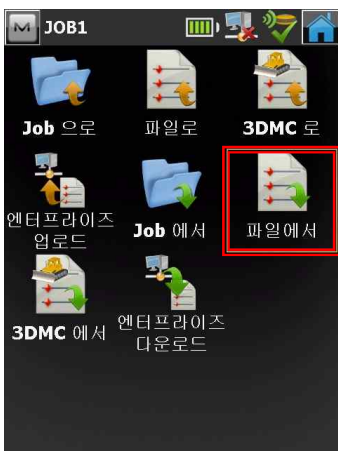 JOB1
Job 으로
파일로
3DMC 로
엔터프라이즈
업로드
Job 에서
파일에서
3DMC 에서
엔터프라이즈
다운로드